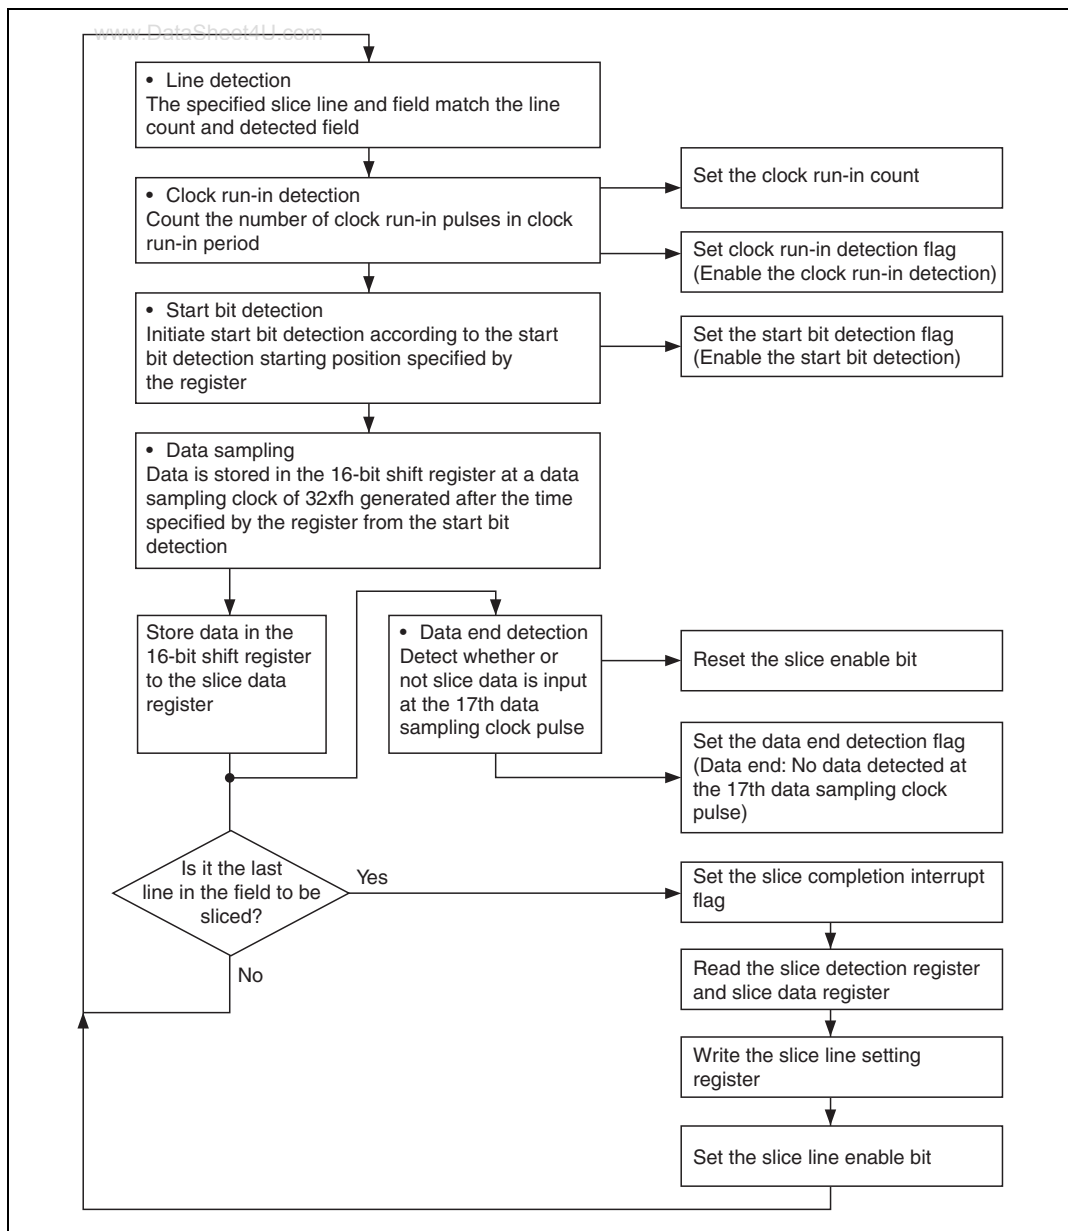 www.DataSheet4U.com
• Line detection
The specified slice line and field match the line
count and detected field
• Clock run-in detection
Count the number of clock run-in pulses in clock
run-in period
Set the clock run-in count
Set clock run-in detection flag
(Enable the clock run-in detection)
• Start bit detection
Initiate start bit detection according to the start
bit detection starting position specified by
the register
Set the start bit detection flag
(Enable the start bit detection)
• Data sampling
Data is stored in the 16-bit shift register at a data
sampling clock of 32xfh generated after the time
specified by the register from the start bit
detection
Store data in the
16-bit shift register
to the slice data
register
• Data end detection
Detect whether or
not slice data is input
at the 17th data
sampling clock pulse
Reset the slice enable bit
Set the data end detection flag
(Data end: No data detected at
the 17th data sampling clock
pulse)
Is it the last
line in the field to be
sliced?
Yes
No
Set the slice completion interrupt
flag
Read the slice detection register
and slice data register
Write the slice line setting
register
Set the slice line enable bit